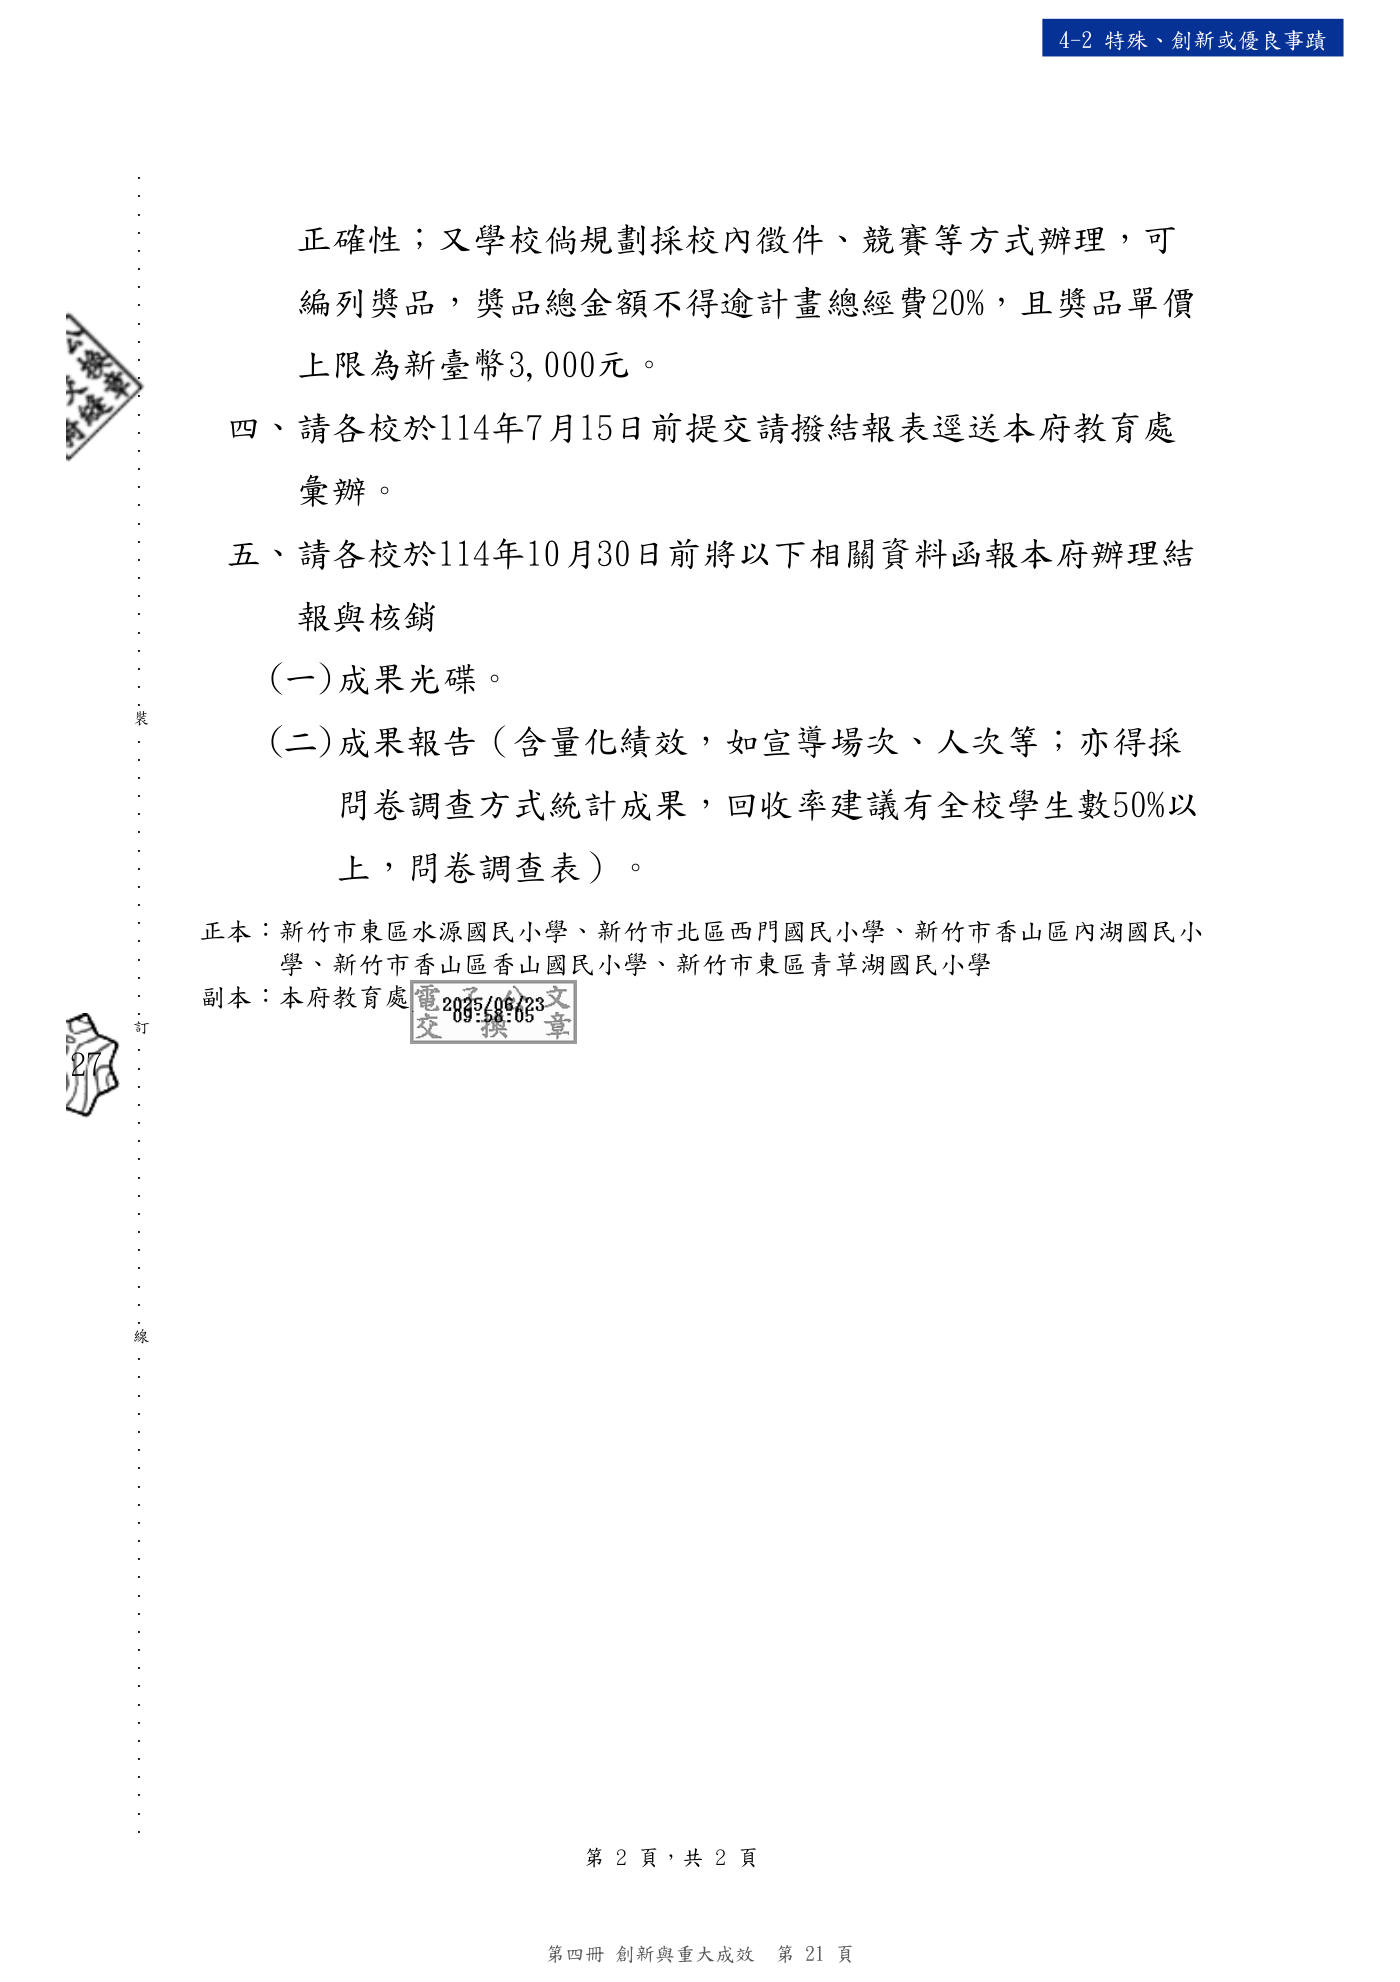 4-2 特殊、創新或優良事蹟
正確性；又學校倘規劃採校內徵件、競賽等方式辦理，可
編列獎品，獎品總金額不得逾計畫總經費20%，且獎品單價
上限為新臺幣3,000元。
四、請各校於114年7月15日前提交請撥結報表逕送本府教育處
彙辦。
五、請各校於114年10月30日前將以下相關資料函報本府辦理結
報與核銷
(一)成果光碟。
(二)成果報告（含量化績效，如宣導場次、人次等；亦得採
問卷調查方式統計成果，回收率建議有全校學生數50%以
上，問卷調查表）。
正本：新竹市東區水源國民小學、新竹市北區西門國民小學、新竹市香山區內湖國民小
學、新竹市香山區香山國民小學、新竹市東區青草湖國民小學
副本：本府教育處
電子公文
2025/06/23
09:58:05
交換章
公
換
交
章
縫
騎
裝
訂
27
線
第 2 頁，共 2 頁
第四冊 創新與重大成效 第 21 頁